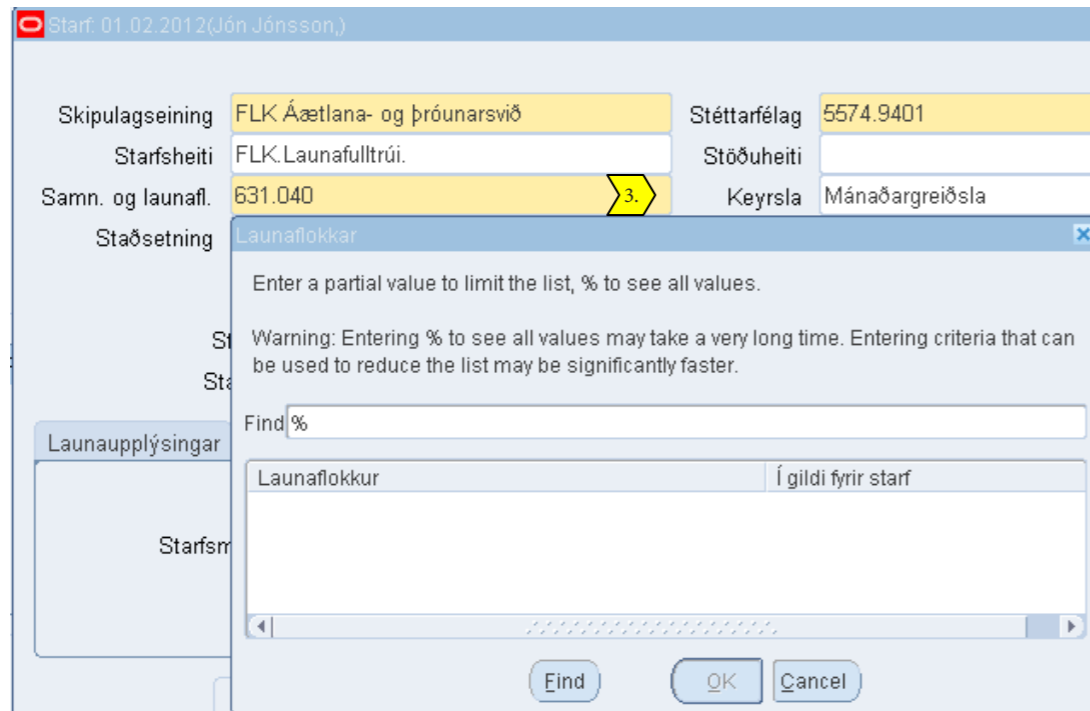 Starf: 01.02.2012(Jón Jónsson,)
Skipulagseining FLK Áætlana- og þróunarsvið Stéttarfélag 5574.9401
Starfsheiti FLK.Launafulltrúi. Stöðuheiti
Samn. og launafl. 631.040 3. Keyrsla Mánaðargreiðsla
Staðsetning Launaflokkar
Enter a partial value to limit the list, % to see all values.
Warning: Entering % to see all values may take a very long time. Entering criteria that can
be used to reduce the list may be significantly faster.
Find %
Launaupplýsingar
Launaflokkur Í gildi fyrir starf
Find OK Cancel